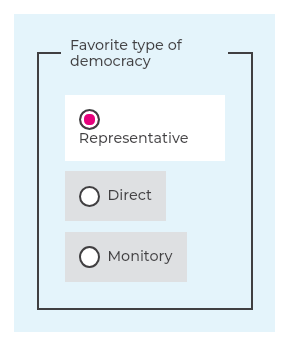 Favorite type of
democracy
Representative
Direct
Monitory